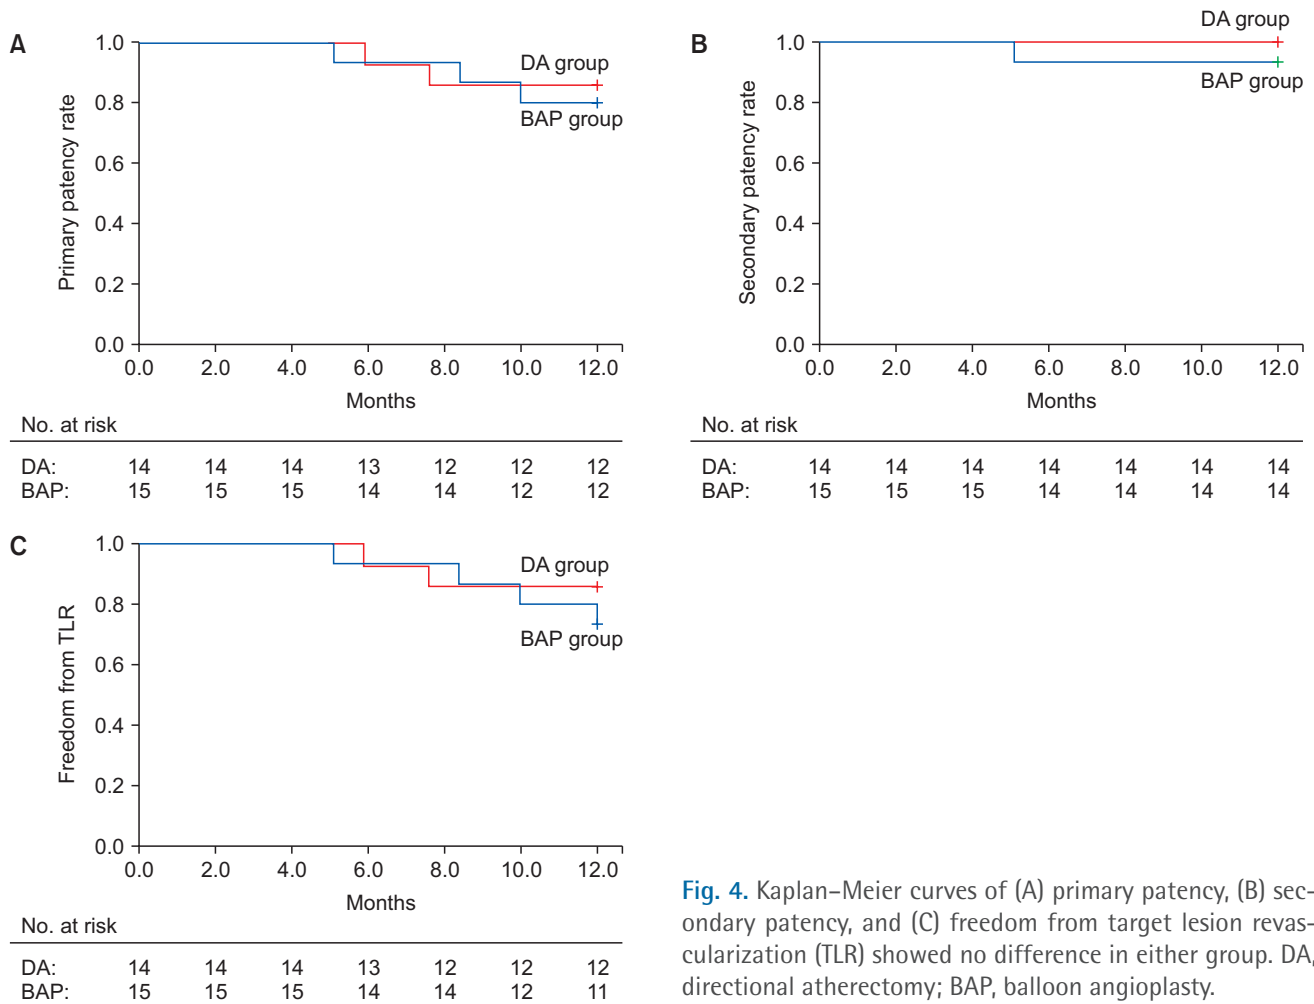 A
1.0
0.8
0.6
0.4
0.2
0.0
Primary patency rate
DA group
BAP group
0.0 2.0 4.0 6.0 8.0 10.0 12.0
Months
No. at risk
DA: 14 14 14 13 12 12 12
BAP: 15 15 15 14 14 12 12
B
1.0
0.8
0.6
0.4
0.2
0.0
Secondary patency rate
DA group
BAP group
0.0 2.0 4.0 6.0 8.0 10.0 12.0
Months
No. at risk
DA: 14 14 14 14 14 14 14
BAP: 15 15 15 14 14 14 14
C
1.0
0.8
0.6
0.4
0.2
0.0
Freedom from TLR
DA group
BAP group
0.0 2.0 4.0 6.0 8.0 10.0 12.0
Months
No. at risk
DA: 14 14 14 13 12 12 12
BAP: 15 15 15 14 14 12 11
Fig. 4. Kaplan–Meier curves of (A) primary patency, (B) sec-
ondary patency, and (C) freedom from target lesion revas-
cularization (TLR) showed no difference in either group. DA,
directional atherectomy; BAP, balloon angioplasty.